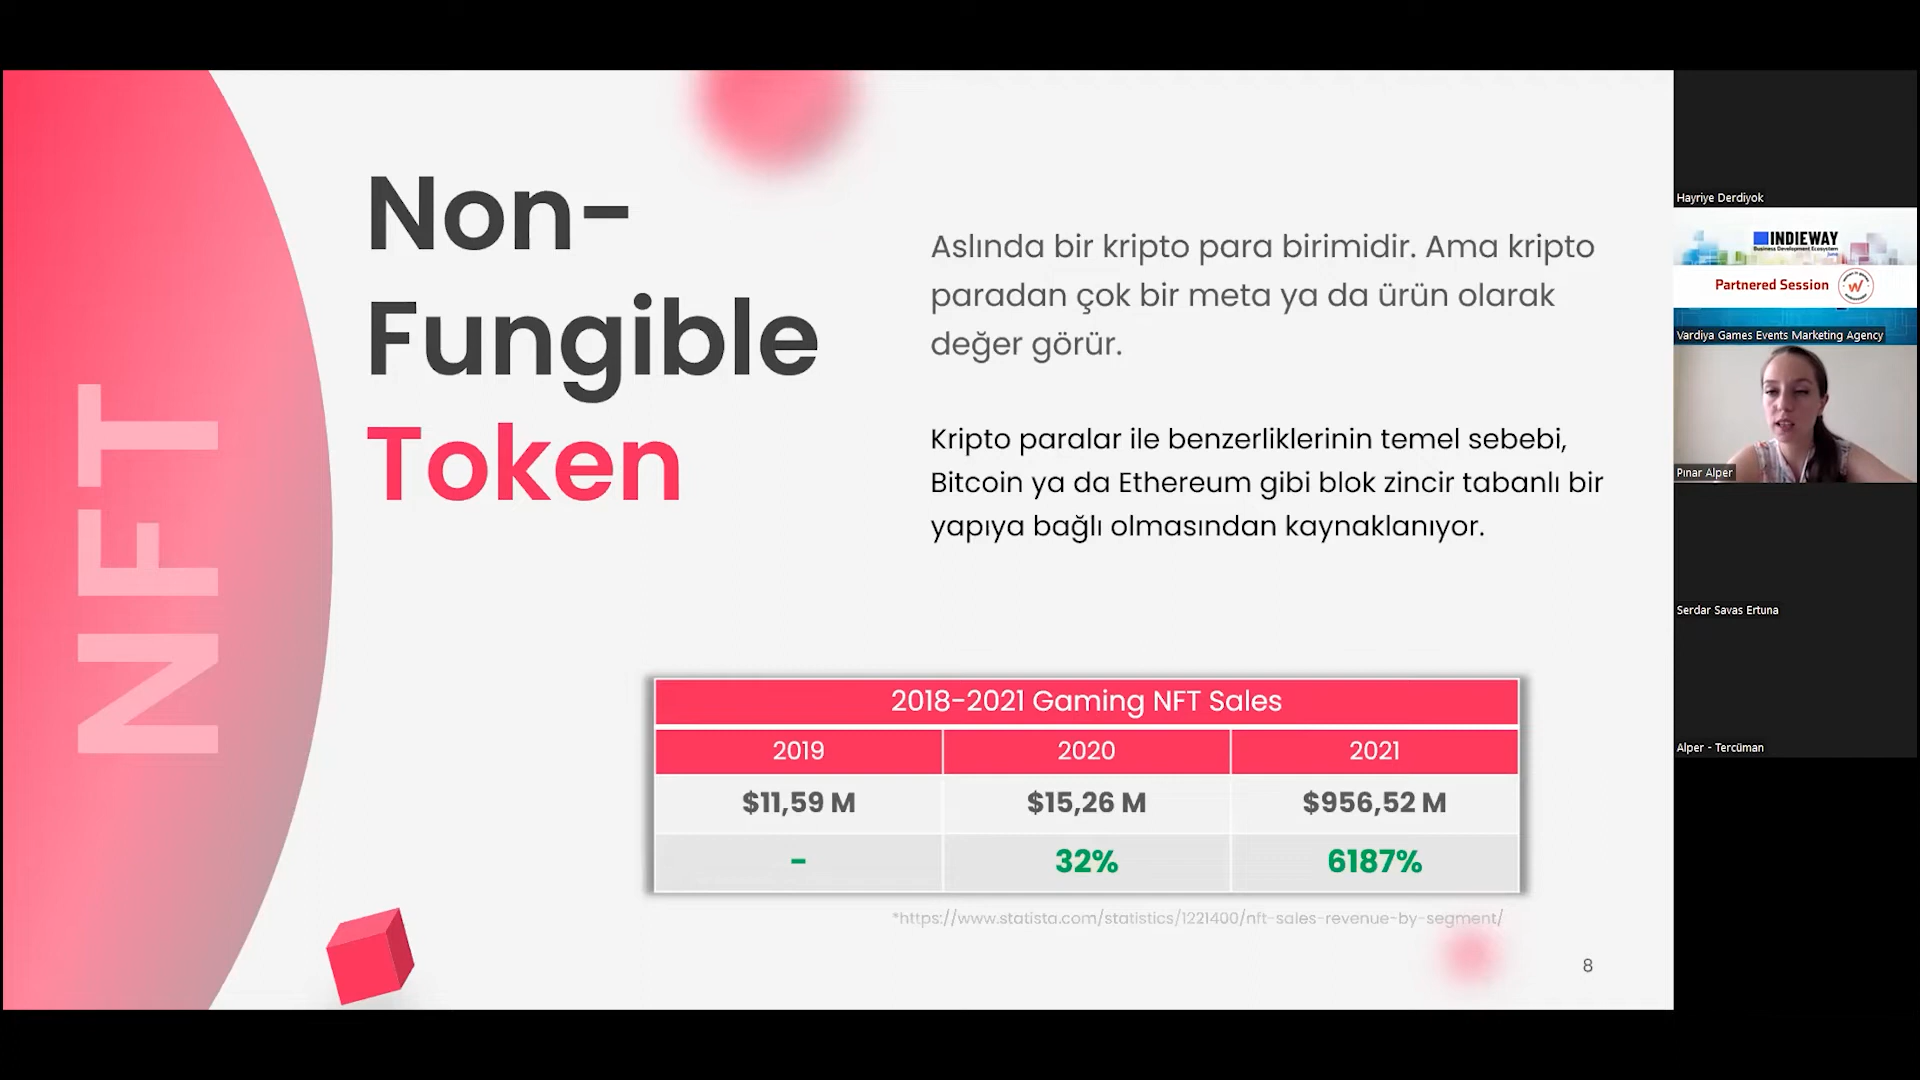 NFT
Non-
Fungible
Token
Aslında bir kripto para birimidir. Ama kripto
paradan çok bir meta ya da ürün olarak
değer görür.
Kripto paralar ile benzerliklerinin temel sebebi,
Bitcoin ya da Ethereum gibi blok zincir tabanlı bir
yapıya bağlı olmasından kaynaklanıyor.
2018-2021 Gaming NFT Sales
2019 2020 2021
$11,59 M $15,26 M $956,52 M
- 32% 6187%
*https://www.statista.com/statistics/1221400/nft-sales-revenue-by-segment/
8
Hayriye Derdiyok
INDIEWAY
Business Development Ecosystem
Partnered Session
Vardiya Games Events Marketing Agency
Pınar Alper
Serdar Savas Ertuna
Alper - Tercüman